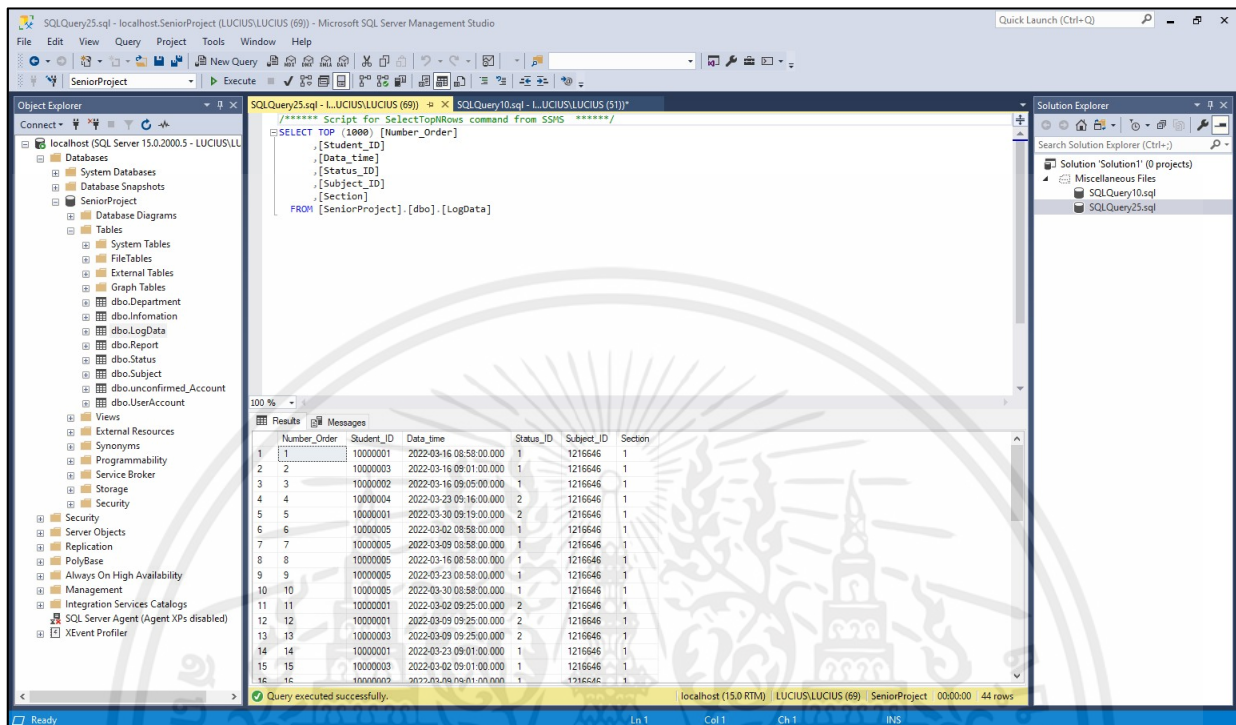 SQLQuery25.sql - localhost.SeniorProject (LUCIUS\LUCIUS (69)) - Microsoft SQL Server Management Studio
Quick Launch (Ctrl+Q)
File Edit View Query Project Tools Window Help
New Query
SeniorProject
Execute
Object Explorer
Connect
localhost (SQL Server 15.0.2000.5 - LUCIUS\LU
Databases
System Databases
Database Snapshots
SeniorProject
Database Diagrams
Tables
System Tables
FileTables
External Tables
Graph Tables
dbo.Department
dbo.Infomation
dbo.LogData
dbo.Report
dbo.Status
dbo.Subject
dbo.unconfirmed_Account
dbo.UserAccount
Views
External Resources
Synonyms
Programmability
Service Broker
Storage
Security
Security
Server Objects
Replication
PolyBase
Always On High Availability
Management
Integration Services Catalogs
SQL Server Agent (Agent XPs disabled)
XEvent Profiler
SQLQuery25.sql - l...UCIUS\LUCIUS (69)) SQLQuery10.sql - l...UCIUS\LUCIUS (51))*
/****** Script for SelectTopNRows command from SSMS ******/
SELECT TOP (1000) [Number_Order]
,[Student_ID]
,[Data_time]
,[Status_ID]
,[Subject_ID]
,[Section]
FROM [SeniorProject].[dbo].[LogData]
100 %
Results Messages
Number_Order Student_ID Data_time Status_ID Subject_ID Section
1 1 10000001 2022-03-16 08:58:00.000 1 1216646 1
2 2 10000003 2022-03-16 09:01:00.000 1 1216646 1
3 3 10000002 2022-03-16 09:05:00.000 1 1216646 1
4 4 10000004 2022-03-23 09:16:00.000 2 1216646 1
5 5 10000001 2022-03-30 09:19:00.000 2 1216646 1
6 6 10000005 2022-03-02 08:58:00.000 1 1216646 1
7 7 10000005 2022-03-09 08:58:00.000 1 1216646 1
8 8 10000005 2022-03-16 08:58:00.000 1 1216646 1
9 9 10000005 2022-03-23 08:58:00.000 1 1216646 1
10 10 10000005 2022-03-30 08:58:00.000 1 1216646 1
11 11 10000001 2022-03-02 09:25:00.000 2 1216646 1
12 12 10000001 2022-03-09 09:25:00.000 2 1216646 1
13 13 10000003 2022-03-09 09:25:00.000 2 1216646 1
14 14 10000001 2022-03-23 09:01:00.000 1 1216646 1
15 15 10000003 2022-03-02 09:01:00.000 1 1216646 1
16 16 10000002 2022-03-09 09:01:00.000 1 1216646 1
Query executed successfully.
localhost (15.0 RTM) LUCIUS\LUCIUS (69) SeniorProject 00:00:00 44 rows
Solution Explorer
Search Solution Explorer (Ctrl+;)
Solution 'Solution1' (0 projects)
Miscellaneous Files
SQLQuery10.sql
SQLQuery25.sql
Ready Ln 1 Col 1 Ch 1 INS